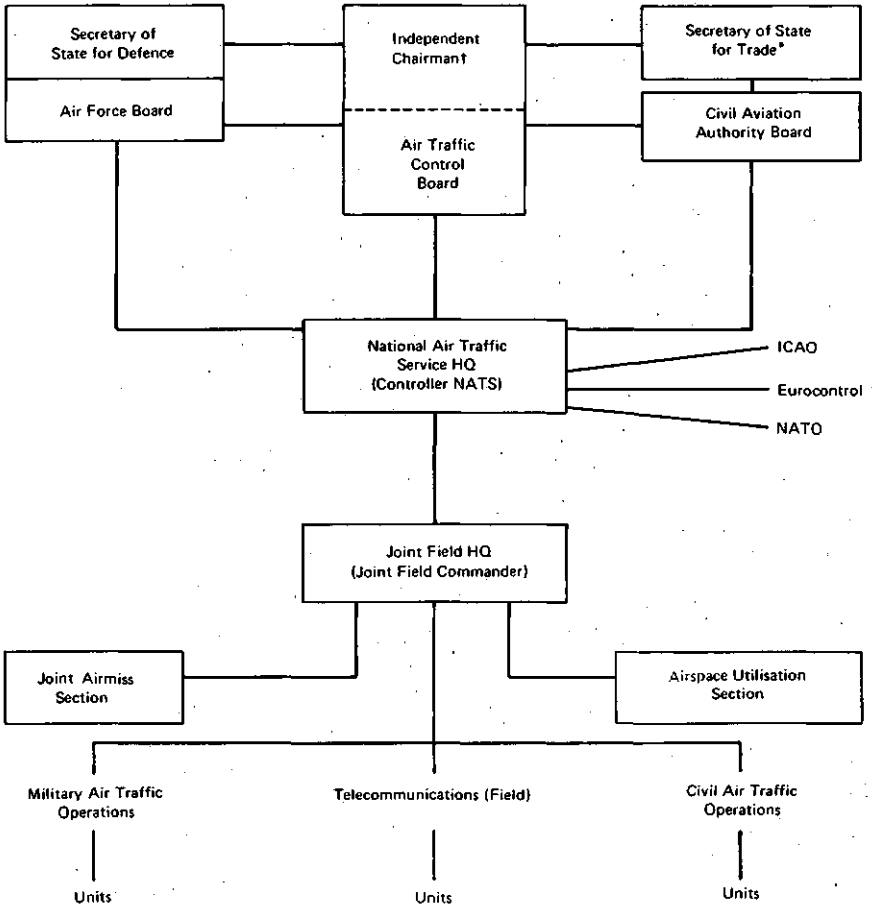 Secretary of
State for Defence
Air Force Board
Independent
Chairman†
Air Traffic
Control
Board
Secretary of State
for Trade*
Civil Aviation
Authority Board
National Air Traffic
Service HQ
(Controller NATS)
ICAO
Eurocontrol
NATO
Joint Field HQ
(Joint Field Commander)
Joint Airmiss
Section
Airspace Utilisation
Section
Military Air Traffic
Operations
Telecommunications (Field)
Civil Air Traffic
Operations
Units
Units
Units